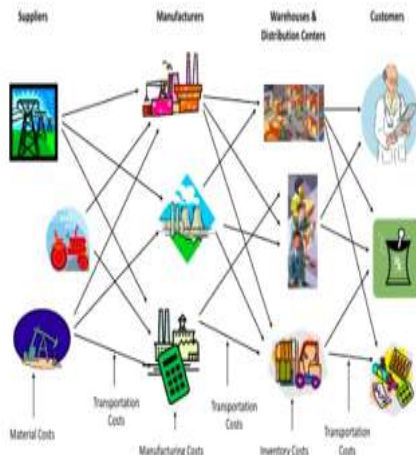 Suppliers
Manufacturers
Warehouses &
Distribution Centers
Customers
Transportation
Costs
Transportation
Costs
Transportation
Costs
Material Costs
Manufacturing Costs
Inventory Costs